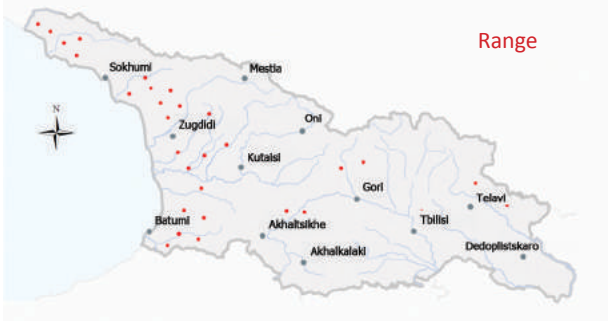 Range
Sokhumi
Mestia
N
Oni
Zugdidi
Kutaisi
Gori
Telavi
Batumi
Akhaltsikhe
Tbilisi
Dedoplistskaro
Akhalkalaki